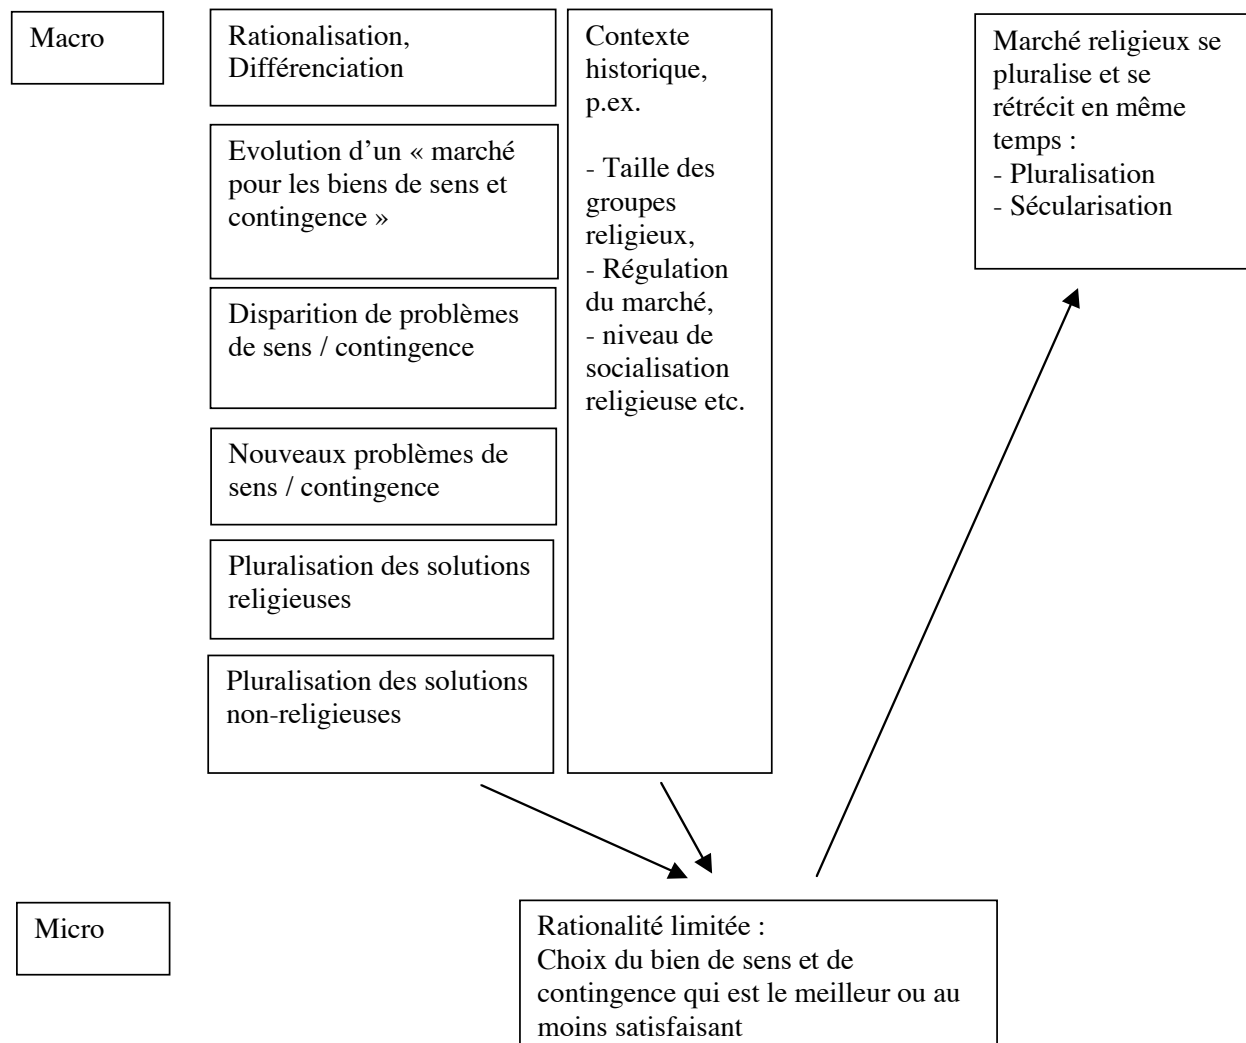 Macro
Rationalisation,
Différenciation
Evolution d'un « marché
pour les biens de sens et
contingence »
Disparition de problèmes
de sens / contingence
Nouveaux problèmes de
sens / contingence
Pluralisation des solutions
religieuses
Pluralisation des solutions
non-religieuses
Contexte
historique,
p.ex.
- Taille des
groupes
religieux,
- Régulation
du marché,
- niveau de
socialisation
religieuse etc.
Marché religieux se
pluralise et se
rétrécit en même
temps :
- Pluralisation
- Sécularisation
Micro
Rationalité limitée :
Choix du bien de sens et de
contingence qui est le meilleur ou au
moins satisfaisant